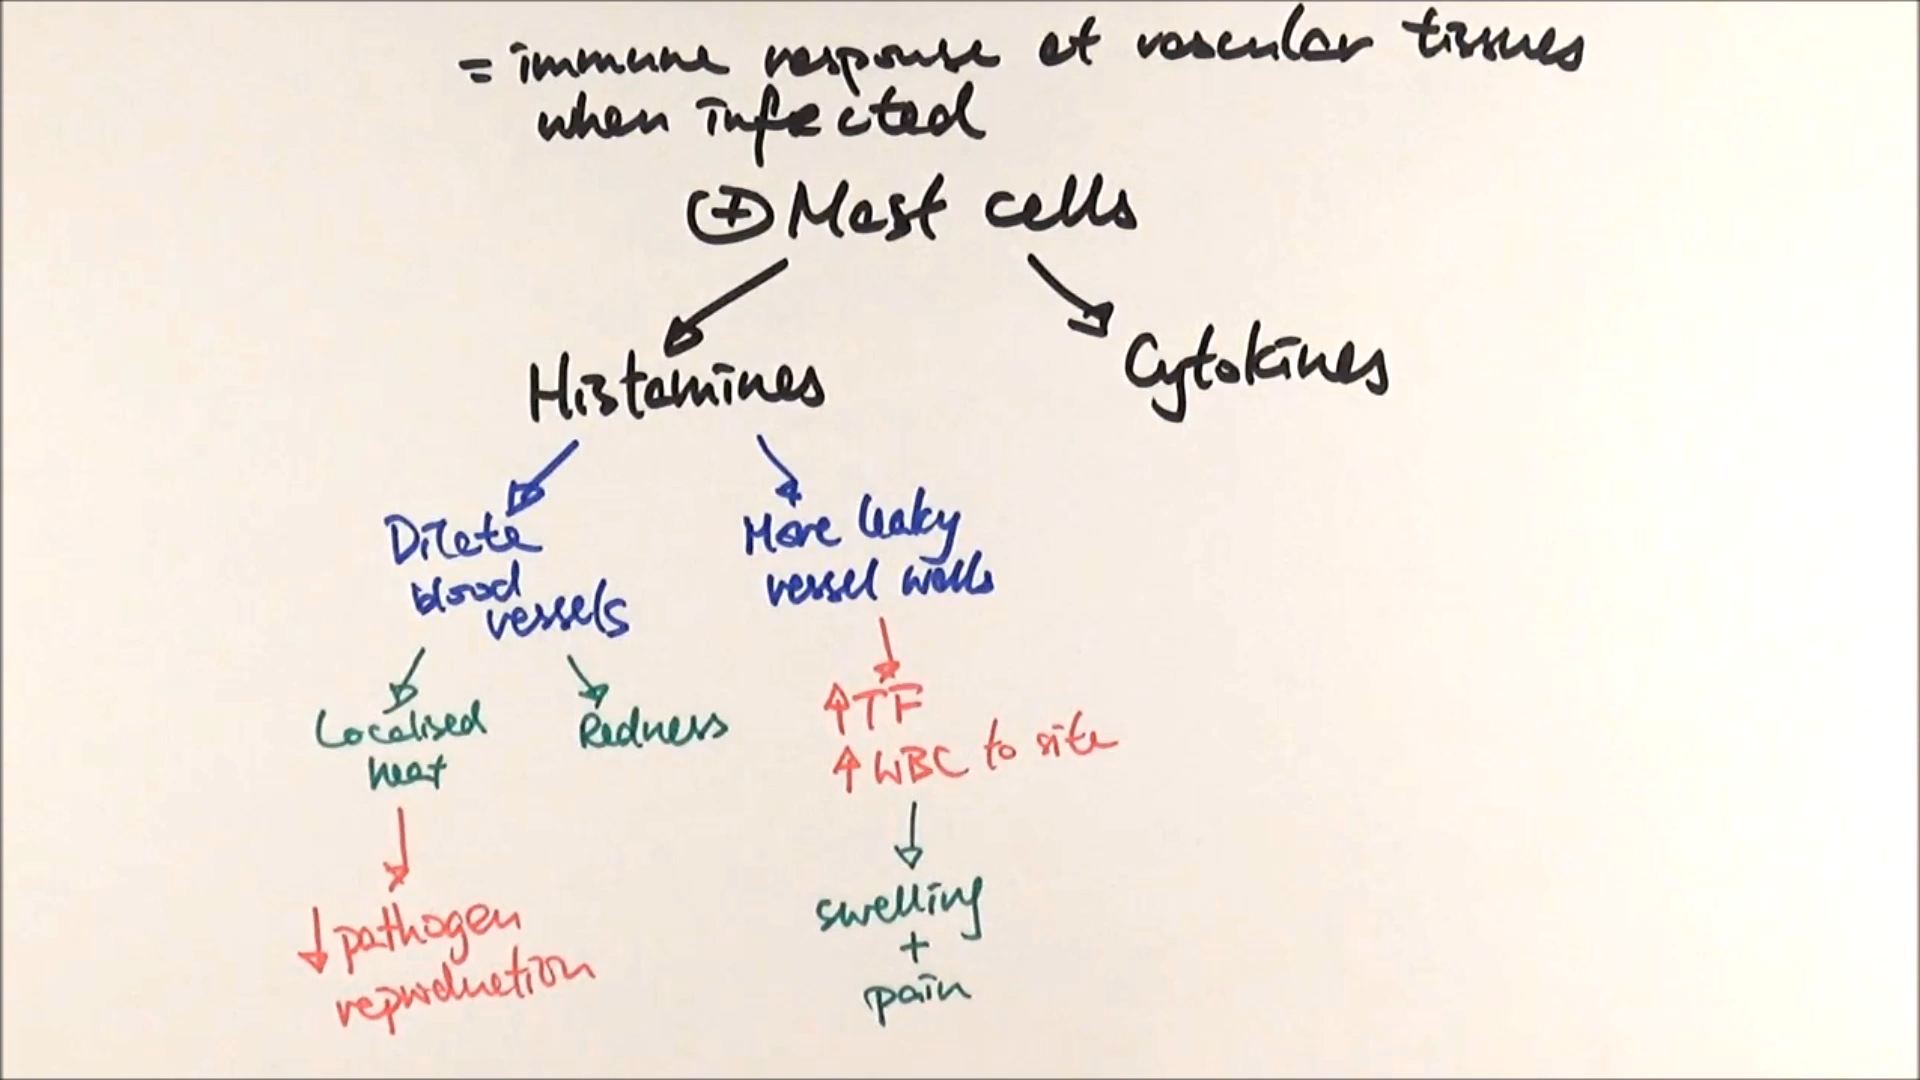 = immune response at vascular tissues
when infected
⊕ Mast cells
Histamines
Cytokines
Dilate
blood
vessels
More leaky
vessel walls
Localised
heat
Redness
↑ TF
↑ WBC to site
↓ pathogen
reproduction
swelling
+
pain